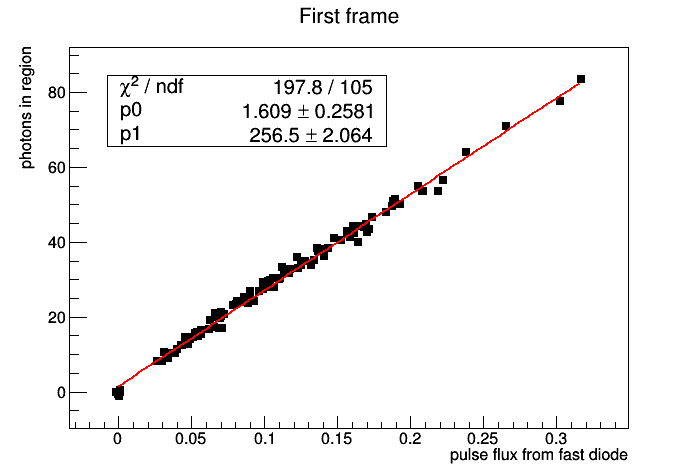 First frame
photons in region
χ² / ndf 197.8 / 105
p0 1.609 ± 0.2581
p1 256.5 ± 2.064
80
60
40
20
0
0 0.05 0.1 0.15 0.2 0.25 0.3
pulse flux from fast diode